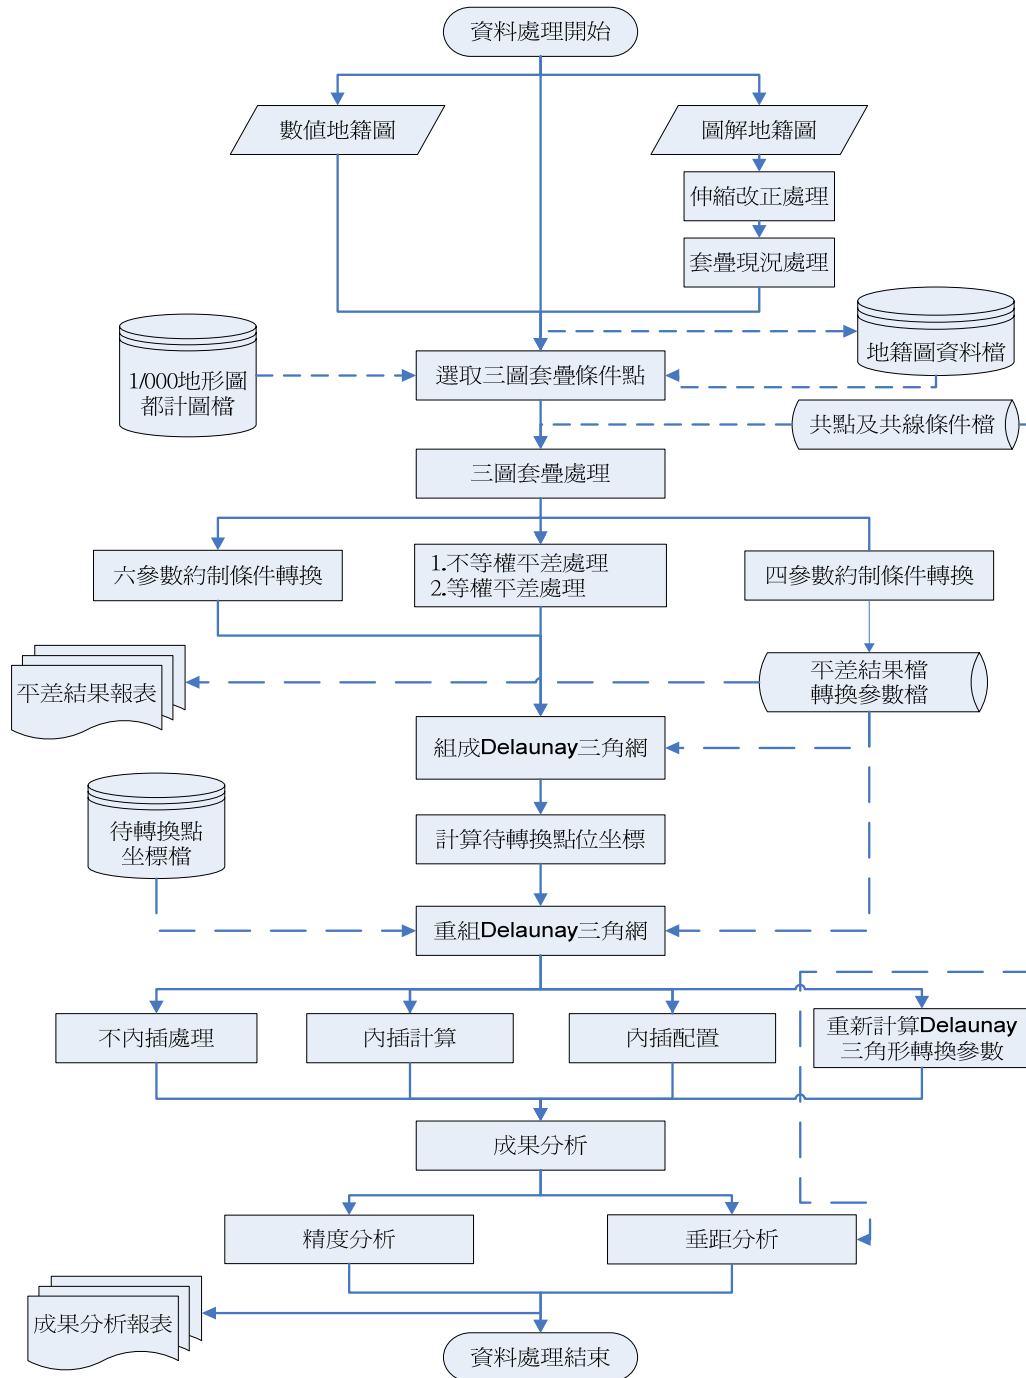 資料處理開始
數值地籍圖
圖解地籍圖
伸縮改正處理
套疊現況處理
地籍圖資料檔
1/000地形圖
都計圖檔
選取三圖套疊條件點
共點及共線條件檔
三圖套疊處理
六參數約制條件轉換
1.不等權平差處理
2.等權平差處理
四參數約制條件轉換
平差結果報表
平差結果檔
轉換參數檔
組成Delaunay三角網
待轉換點
坐標檔
計算待轉換點位坐標
重組Delaunay三角網
不內插處理
內插計算
內插配置
重新計算Delaunay
三角形轉換參數
成果分析
精度分析
垂距分析
成果分析報表
資料處理結束